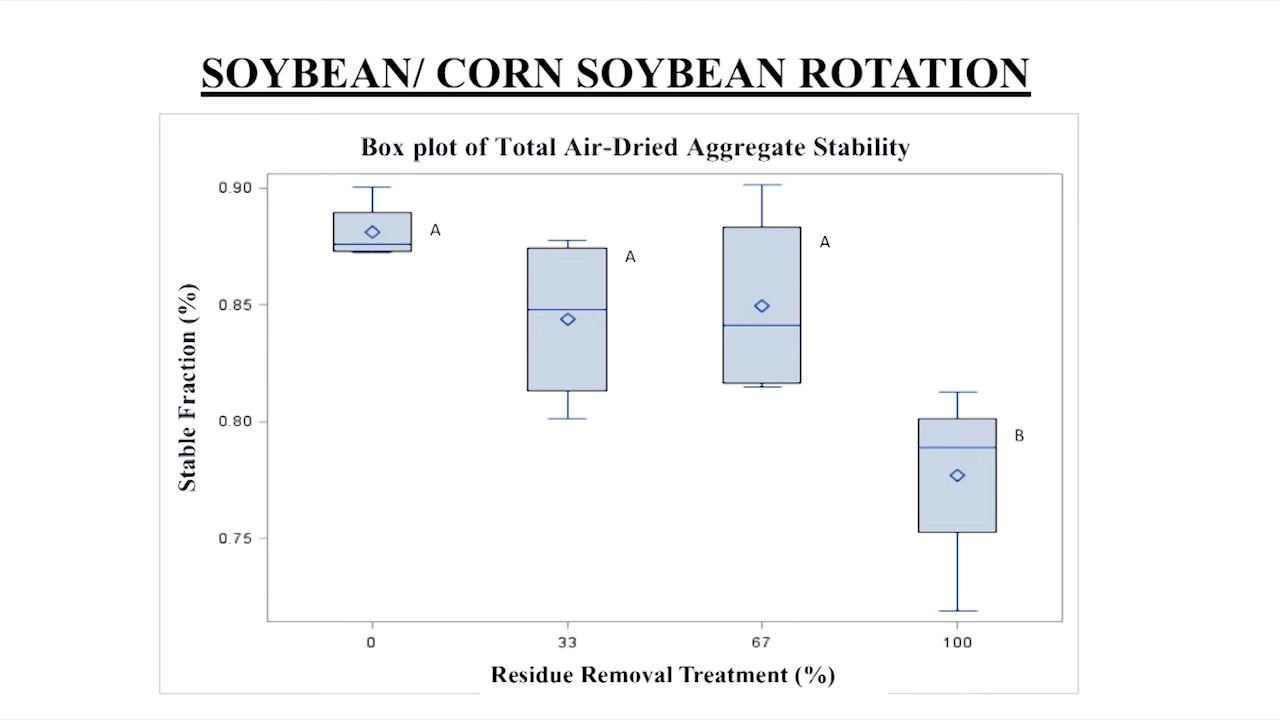 SOYBEAN/ CORN SOYBEAN ROTATION
Box plot of Total Air-Dried Aggregate Stability
0.90
A
A
A
0.85
Stable Fraction (%)
0.80
B
0.75
0 33 67 100
Residue Removal Treatment (%)